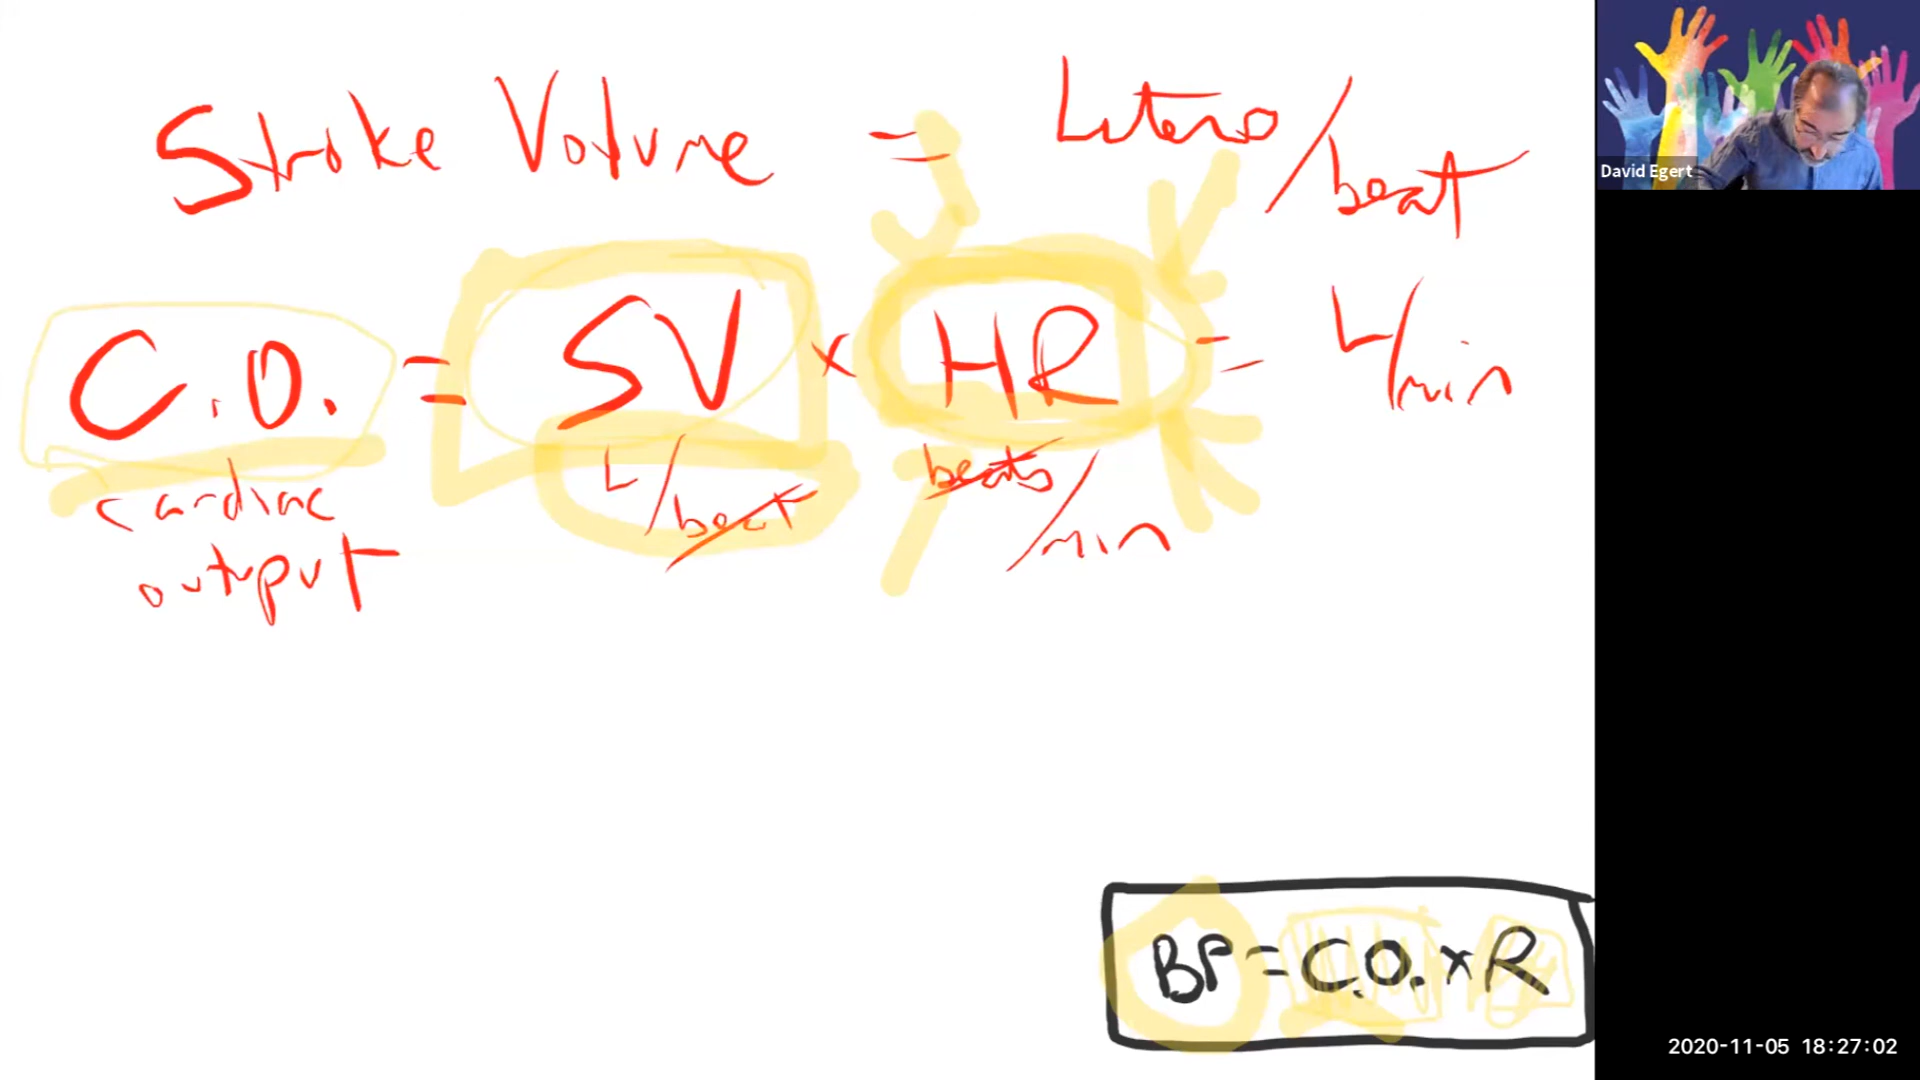 Stroke Volume = Liters/beat
C.O. = SV x HR = L/min
cardiac output
L/beat
beats/min
BP = C.O. x R
David Egert
2020-11-05 18:27:02